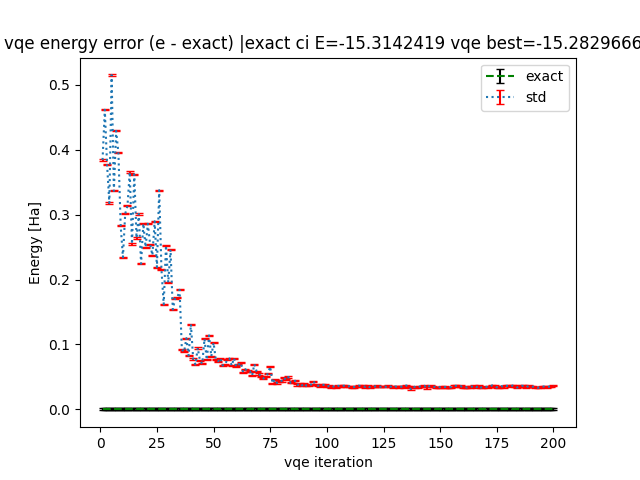 vqe energy error (e - exact) |exact ci E=-15.3142419 vqe best=-15.2829666
exact
std
Energy [Ha]
0.5
0.4
0.3
0.2
0.1
0.0
0 25 50 75 100 125 150 175 200
vqe iteration